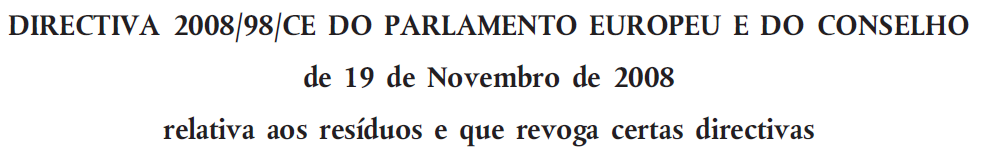 DIRECTIVA 2008/98/CE DO PARLAMENTO EUROPEU E DO CONSELHO
de 19 de Novembro de 2008
relativa aos resíduos e que revoga certas directivas